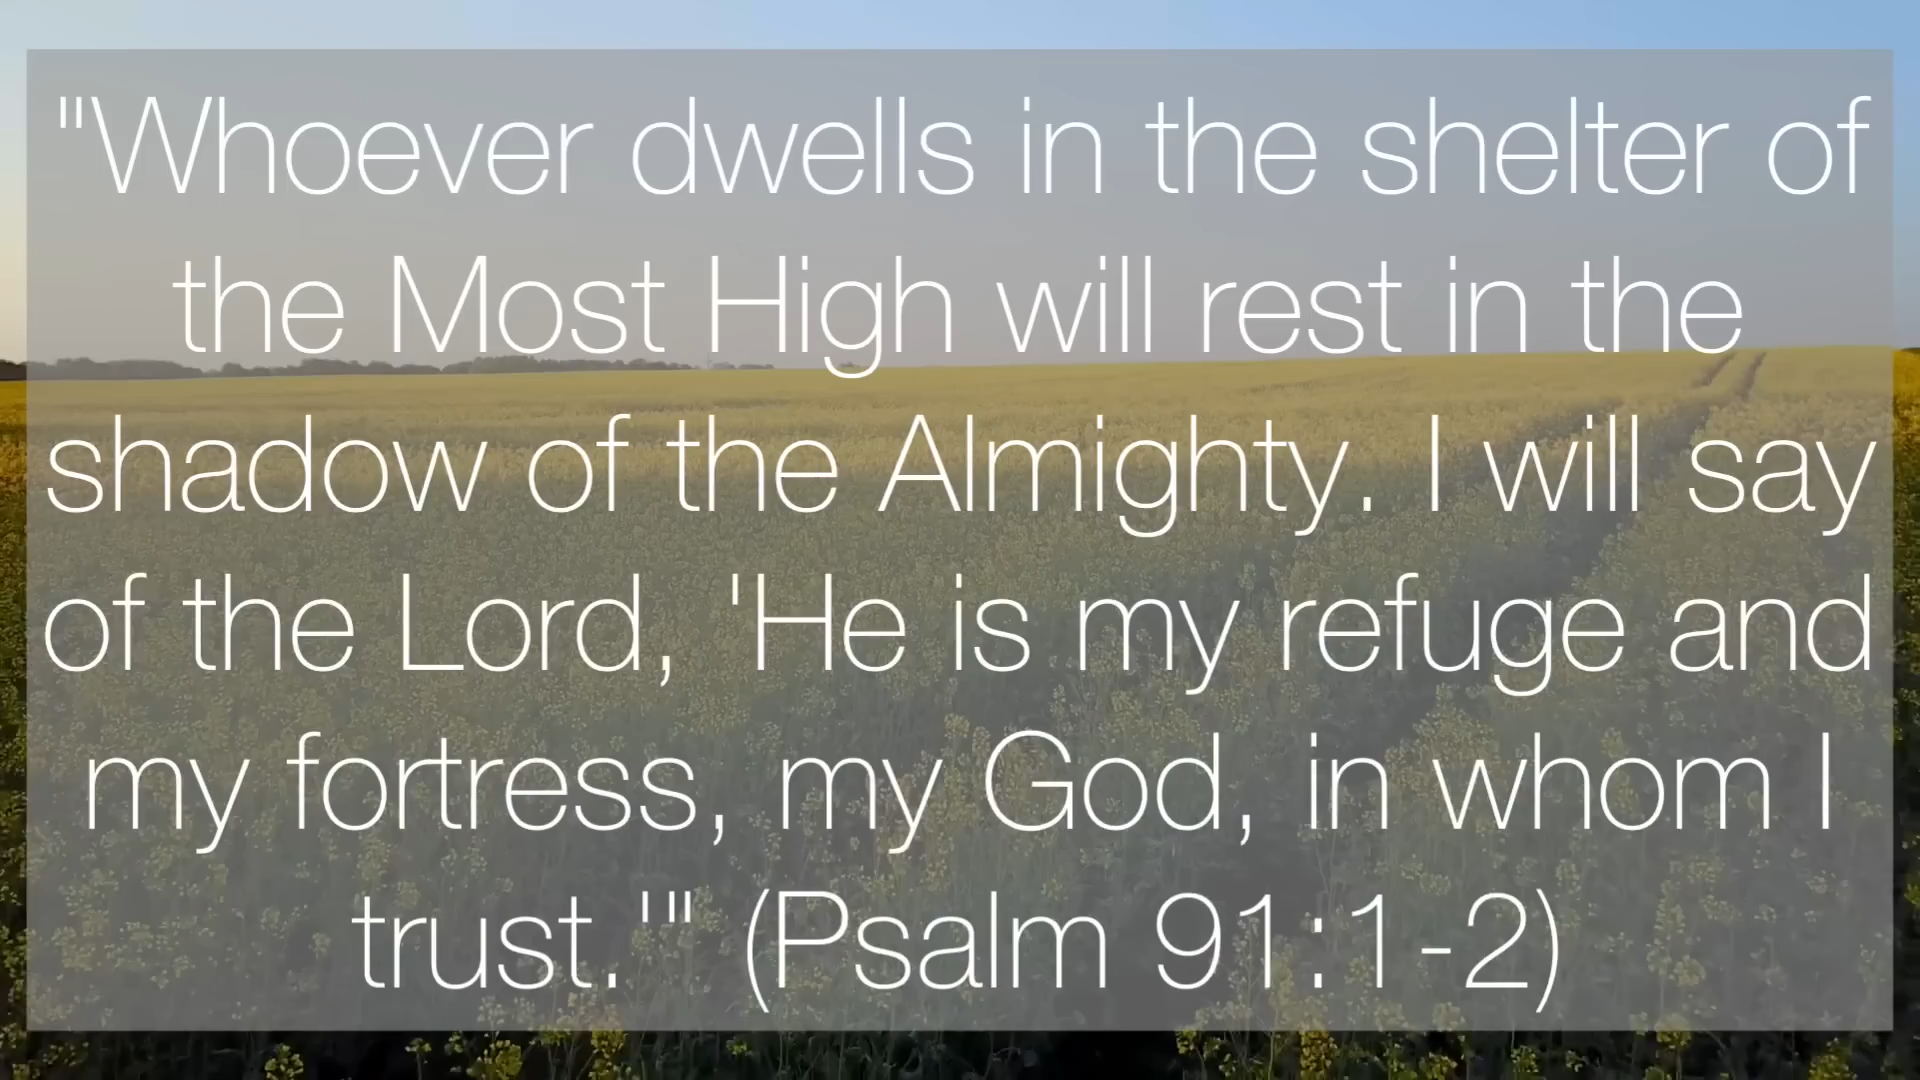 "Whoever dwells in the shelter of
the Most High will rest in the
shadow of the Almighty. I will say
of the Lord, 'He is my refuge and
my fortress, my God, in whom I
trust.'" (Psalm 91:1-2)